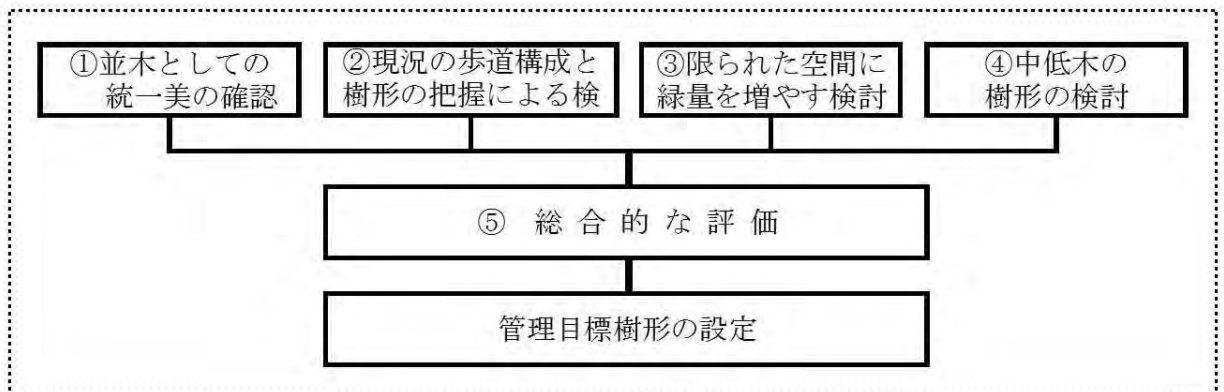 ①並木としての
統一美の確認
②現況の歩道構成と
樹形の把握による検
③限られた空間に
緑量を増やす検討
④中低木の
樹形の検討
⑤ 総合的な評価
管理目標樹形の設定